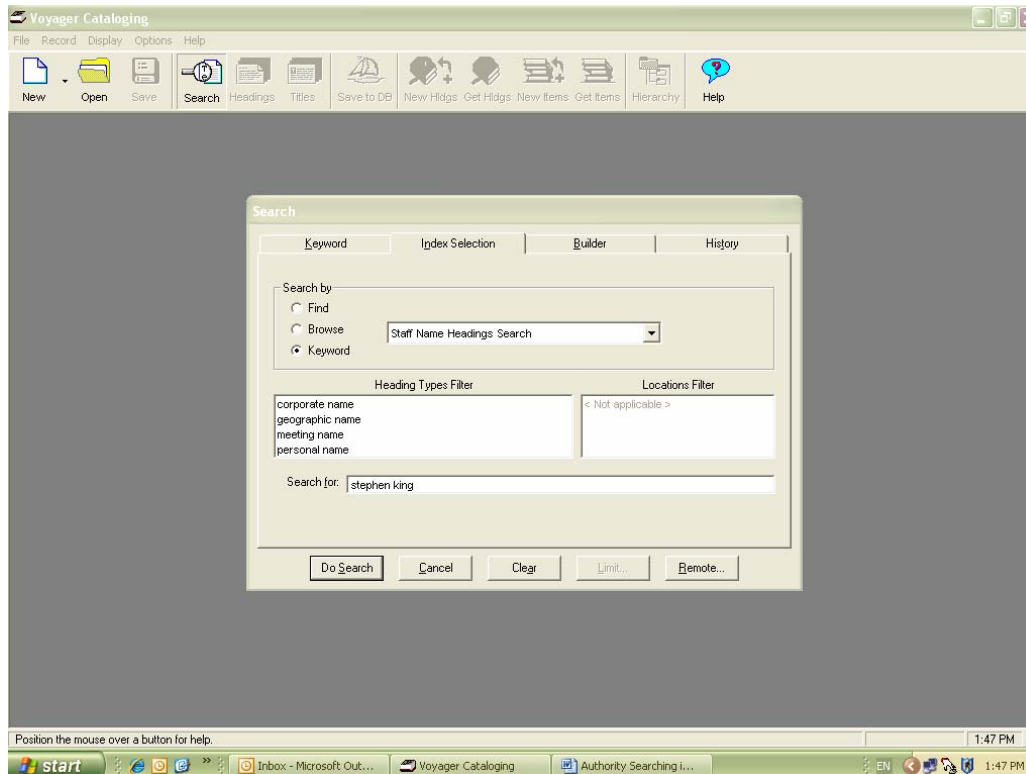 Voyager Cataloging
File Record Display Options Help
New Open Save Search Headings Titles Save to DB New Hldgs Get Hldgs New Items Get Items Hierarchy Help
Search
Keyword Index Selection Builder History
Search by
Find
Browse
Staff Name Headings Search
Keyword
Heading Types Filter Locations Filter
corporate name
< Not applicable >
geographic name
meeting name
personal name
Search for: stephen king
Do Search Cancel Clear Limit... Remote...
Position the mouse over a button for help. 1:47 PM
start » Inbox - Microsoft Out... Voyager Cataloging Authority Searching i... EN 1:47 PM